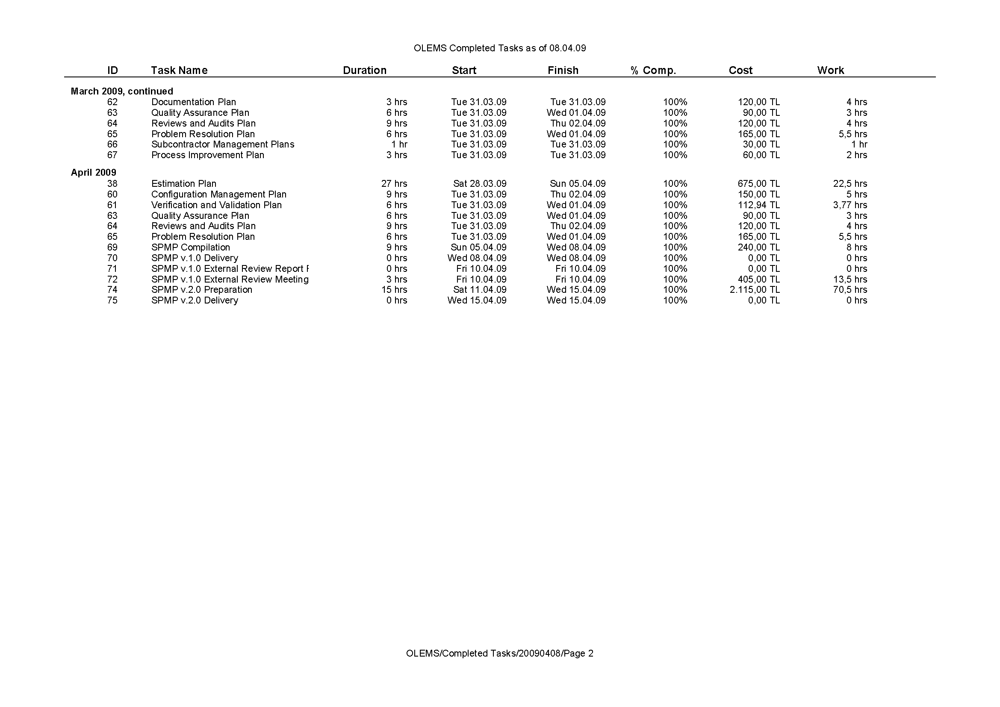 OLEMS Completed Tasks as of 08.04.09
ID Task Name Duration Start Finish % Comp. Cost Work
March 2009, continued
62 Documentation Plan 3 hrs Tue 31.03.09 Tue 31.03.09 100% 120,00 TL 4 hrs
63 Quality Assurance Plan 6 hrs Tue 31.03.09 Wed 01.04.09 100% 90,00 TL 3 hrs
64 Reviews and Audits Plan 9 hrs Tue 31.03.09 Thu 02.04.09 100% 120,00 TL 4 hrs
65 Problem Resolution Plan 6 hrs Tue 31.03.09 Wed 01.04.09 100% 165,00 TL 5,5 hrs
66 Subcontractor Management Plans 1 hr Tue 31.03.09 Tue 31.03.09 100% 30,00 TL 1 hr
67 Process Improvement Plan 3 hrs Tue 31.03.09 Tue 31.03.09 100% 60,00 TL 2 hrs
April 2009
38 Estimation Plan 27 hrs Sat 28.03.09 Sun 05.04.09 100% 675,00 TL 22,5 hrs
60 Configuration Management Plan 9 hrs Tue 31.03.09 Thu 02.04.09 100% 150,00 TL 5 hrs
61 Verification and Validation Plan 6 hrs Tue 31.03.09 Wed 01.04.09 100% 112,94 TL 3,77 hrs
63 Quality Assurance Plan 6 hrs Tue 31.03.09 Wed 01.04.09 100% 90,00 TL 3 hrs
64 Reviews and Audits Plan 9 hrs Tue 31.03.09 Thu 02.04.09 100% 120,00 TL 4 hrs
65 Problem Resolution Plan 6 hrs Tue 31.03.09 Wed 01.04.09 100% 165,00 TL 5,5 hrs
69 SPMP Compilation 9 hrs Sun 05.04.09 Wed 08.04.09 100% 240,00 TL 8 hrs
70 SPMP v.1.0 Delivery 0 hrs Wed 08.04.09 Wed 08.04.09 100% 0,00 TL 0 hrs
71 SPMP v.1.0 External Review Report 0 hrs Fri 10.04.09 Fri 10.04.09 100% 0,00 TL 0 hrs
72 SPMP v.1.0 External Review Meeting 3 hrs Fri 10.04.09 Fri 10.04.09 100% 405,00 TL 13,5 hrs
74 SPMP v.2.0 Preparation 15 hrs Sat 11.04.09 Wed 15.04.09 100% 2.115,00 TL 70,5 hrs
75 SPMP v.2.0 Delivery 0 hrs Wed 15.04.09 Wed 15.04.09 100% 0,00 TL 0 hrs
OLEMS/Completed Tasks/20090408/Page 2